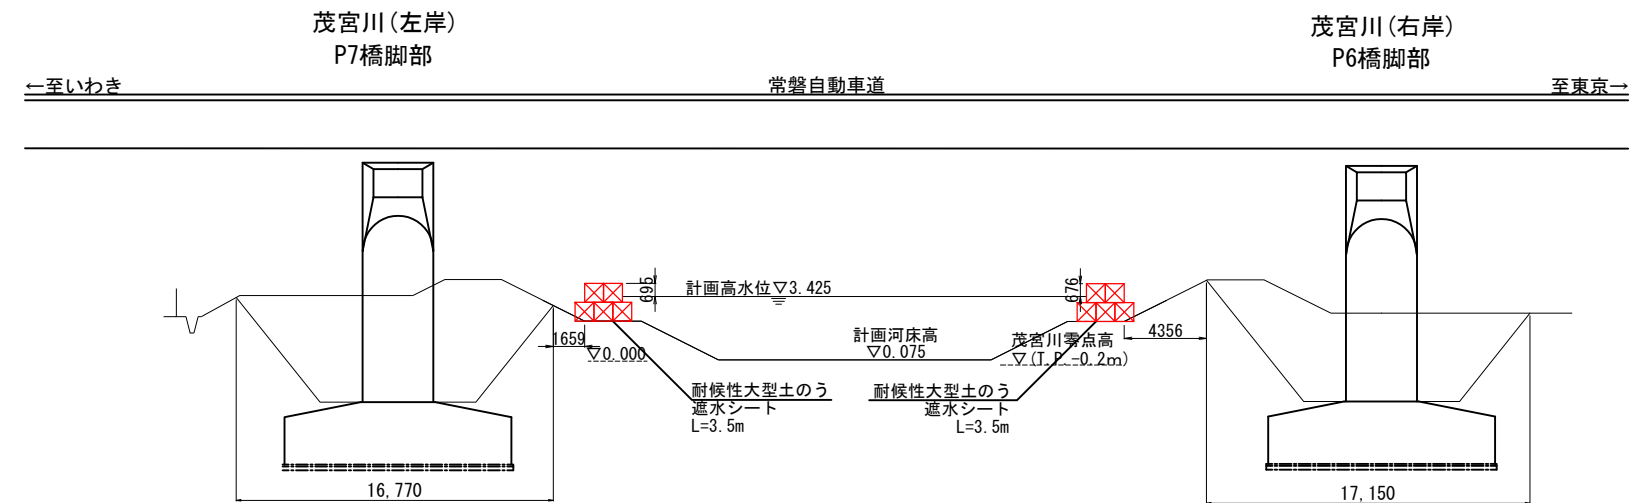 茂宮川(左岸)
P7橋脚部
茂宮川(右岸)
P6橋脚部
←至いわき
常磐自動車道
至東京→
695
計画高水位▽3.425
676
1659
▽0.000
計画河床高
▽0.075
茂宮川零点高
▽(T.P.-0.2m)
4356
耐候性大型土のう
遮水シート
L=3.5m
耐候性大型土のう
遮水シート
L=3.5m
16,770
17,150